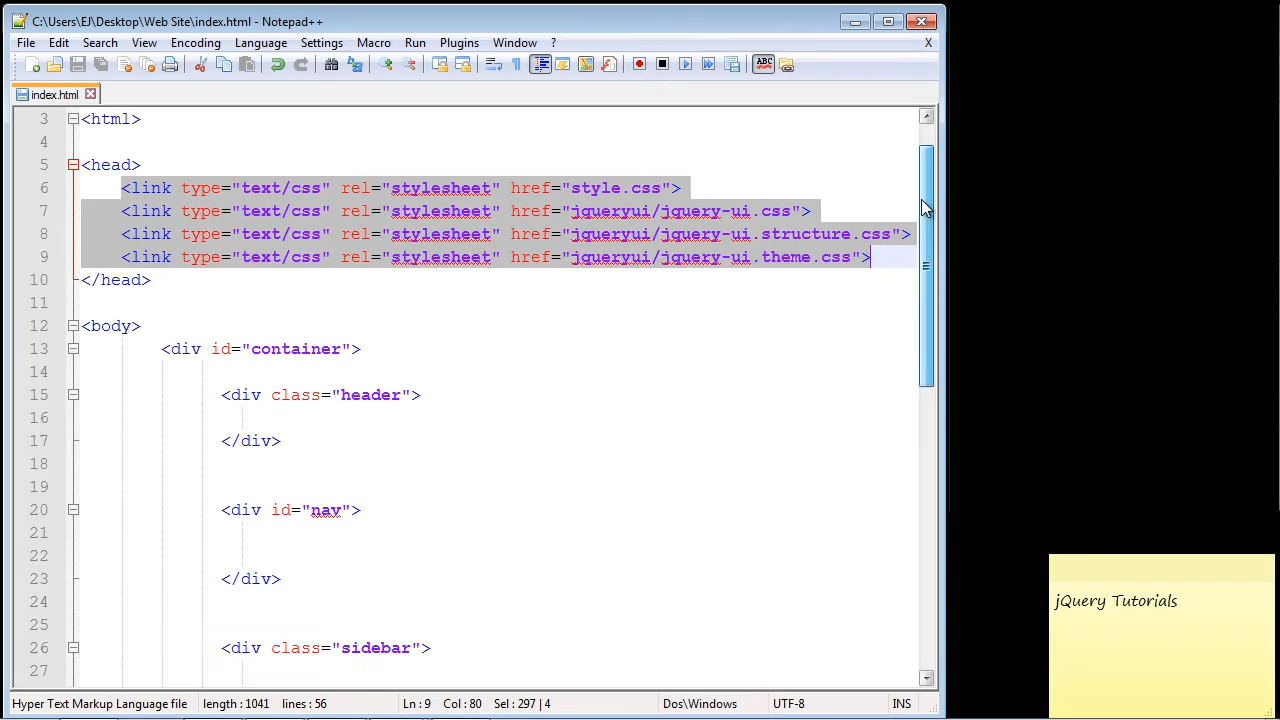 C:\Users\EJ\Desktop\Web Site\index.html - Notepad++
File Edit Search View Encoding Language Settings Macro Run Plugins Window ? X
ABC
index.html
3 <html>
4
5 <head>
6 <link type="text/css" rel="stylesheet" href="style.css">
7 <link type="text/css" rel="stylesheet" href="jqueryui/jquery-ui.css">
8 <link type="text/css" rel="stylesheet" href="jqueryui/jquery-ui.structure.css">
9 <link type="text/css" rel="stylesheet" href="jqueryui/jquery-ui.theme.css">
10 </head>
11
12 <body>
13 <div id="container">
14
15 <div class="header">
16
17 </div>
18
19
20 <div id="nav">
21
22
23 </div>
24
25
26 <div class="sidebar">
27
jQuery Tutorials
Hyper Text Markup Language file length : 1041 lines : 56 Ln : 9 Col : 80 Sel : 297 | 4 Dos\Windows UTF-8 INS